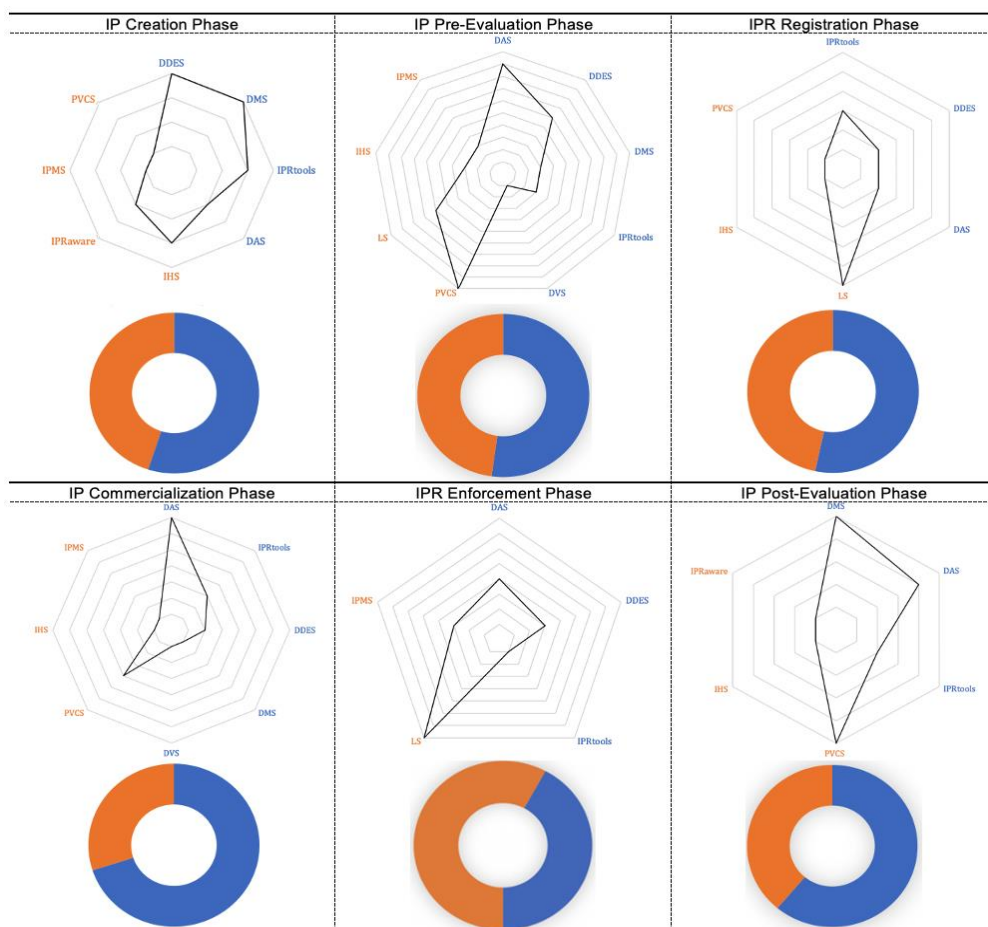 IP Creation Phase
DDES
DMS
IPRtools
DAS
IHS
IPRaware
IPMS
PVCS
IP Pre-Evaluation Phase
DAS
DDES
DMS
IPRtools
DVS
PVCS
LS
IHS
IPMS
IPR Registration Phase
IPRtools
DDES
DAS
LS
IHS
PVCS
IP Commercialization Phase
DAS
IPRtools
DDES
DMS
DVS
PVCS
IHS
IPMS
IPR Enforcement Phase
DAS
DDES
IPRtools
LS
IPMS
IP Post-Evaluation Phase
DMS
DAS
IPRtools
PVCS
IHS
IPRaware